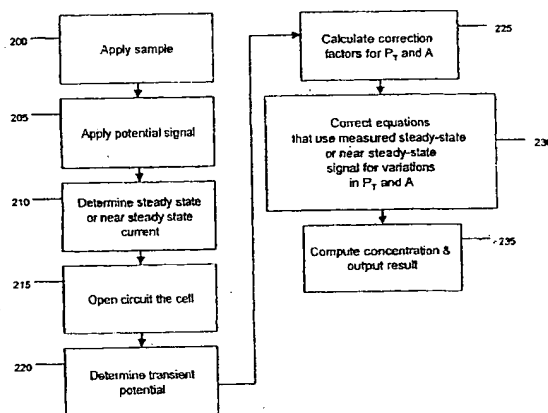 200
Apply sample
205
Apply potential signal
210
Determine steady state
or near steady state
current
215
Open circuit the cell
220
Determine transient
potential
225
Calculate correction
factors for P_T and A
Correct equations
that use measured steady-state
or near steady-state
signal for variations
in P_T and A
235
Compute concentration &
output result